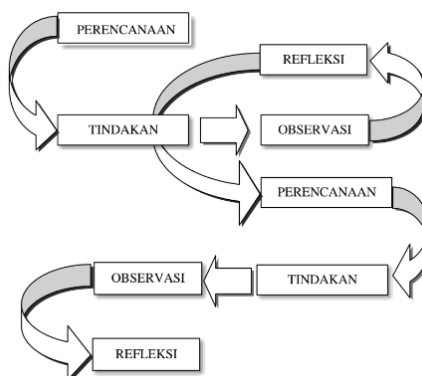 PERENCANAAN
REFLEKSI
TINDAKAN
OBSERVASI
PERENCANAAN
OBSERVASI
TINDAKAN
REFLEKSI